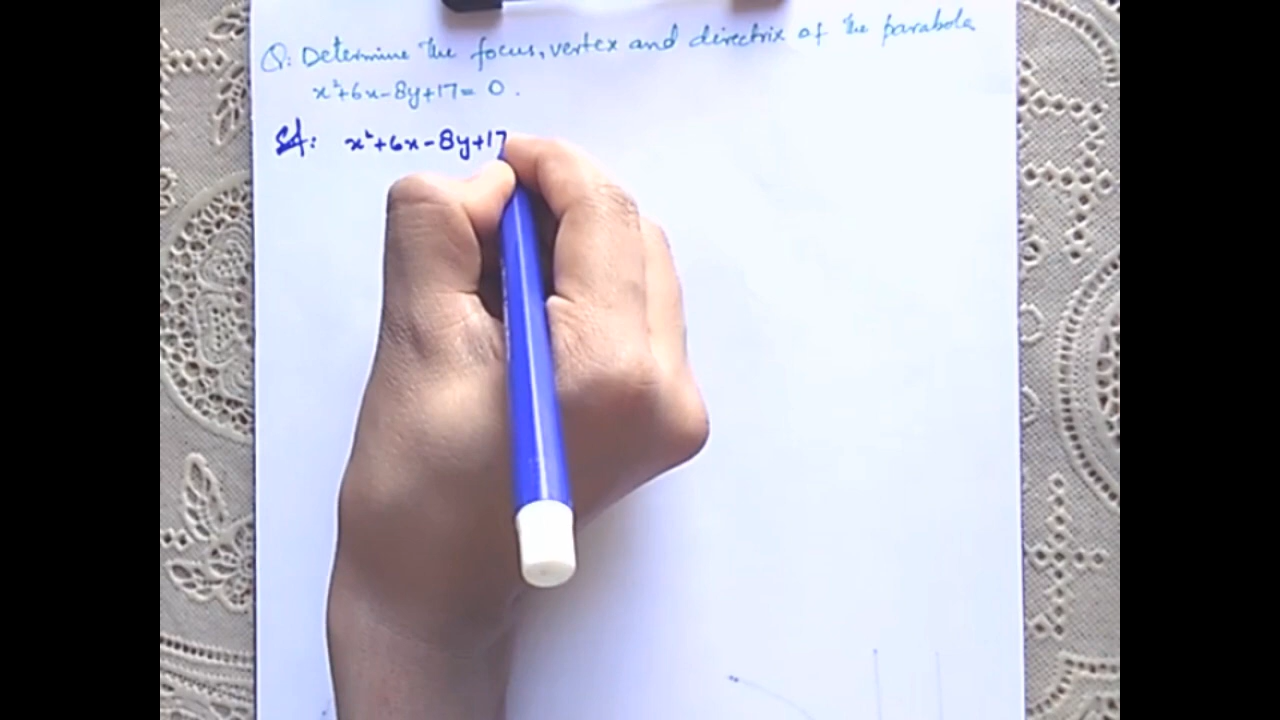 Q: Determine the focus, vertex and directrix of the parabola
x²+6x-8y+17=0.
Sol: x²+6x-8y+17